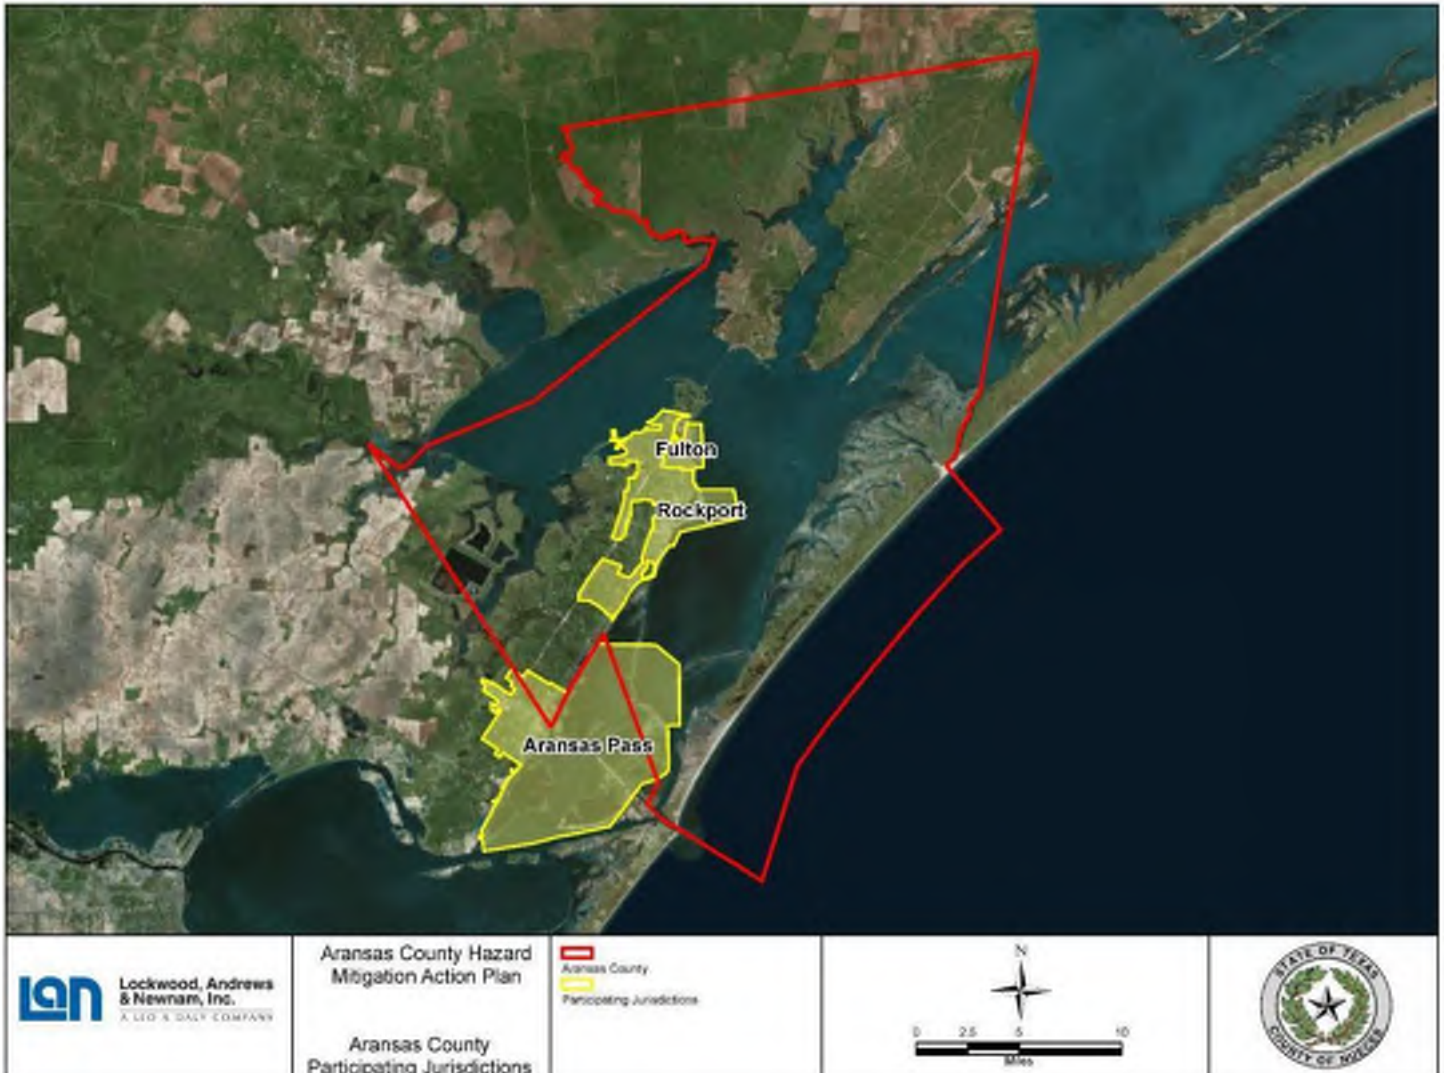 Fulton
Rockport
Aransas Pass
LAN
Lockwood, Andrews
& Newnam, Inc.
A LEO A DALY COMPANY
Aransas County Hazard
Mitigation Action Plan
Aransas County
Participating Jurisdictions
Aransas County
Participating Jurisdictions
N
0 2.5 5 10
Miles
STATE OF TEXAS
COUNTY OF NUECES